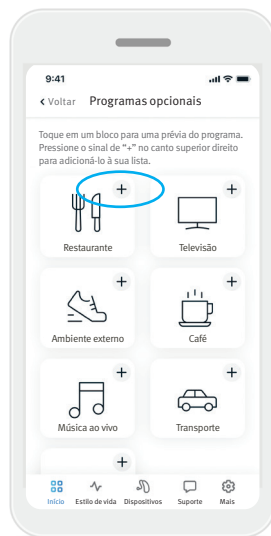 9:41
Voltar Programas opcionais
Toque em um bloco para uma prévia do programa.
Pressione o sinal de "+" no canto superior direito
para adicioná-lo à sua lista.
+ +
Restaurante Televisão
+ +
Ambiente externo Café
+ +
Música ao vivo Transporte
+
Início Estilo de vida Dispositivos Suporte Mais